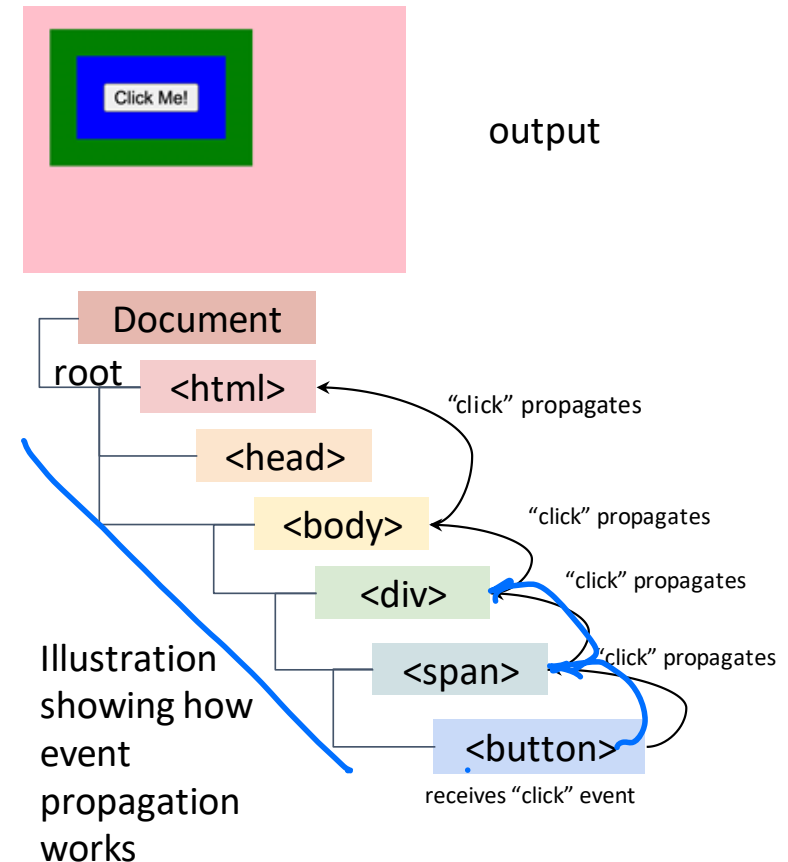 Click Me!
output
Document
root
<html>
“click” propagates
<head>
<body>
“click” propagates
<div>
“click” propagates
<span>
“click” propagates
<button>
receives “click” event
Illustration
showing how
event
propagation
works